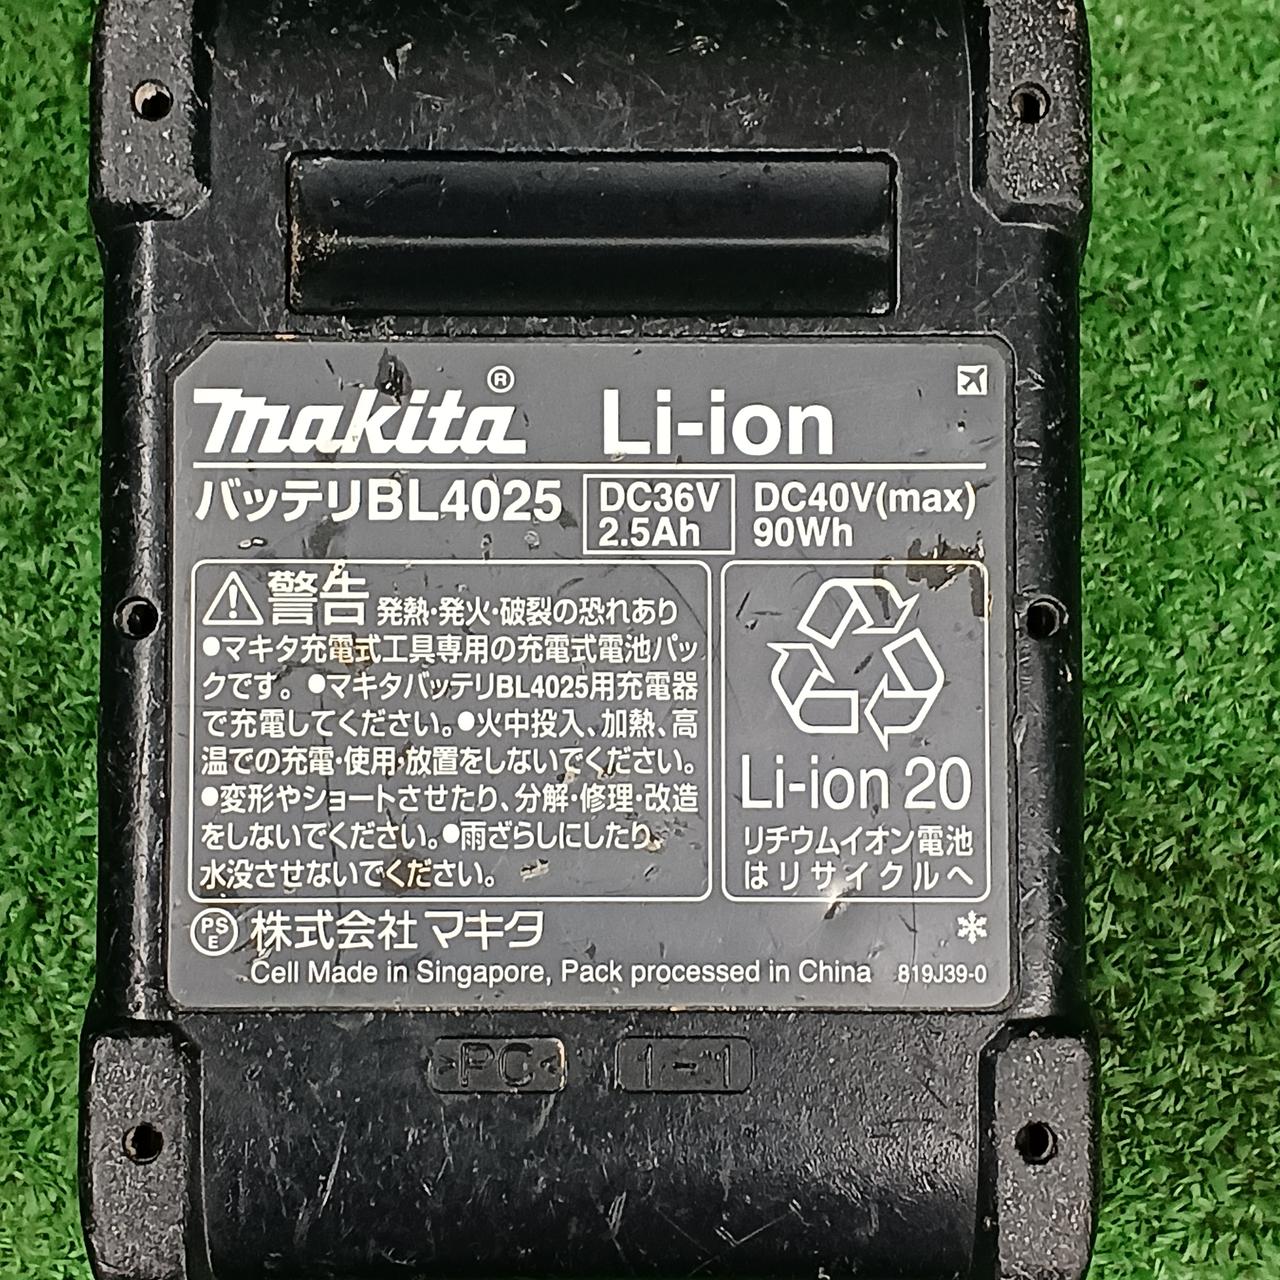 makita® Li-ion
バッテリBL4025 DC36V 2.5Ah DC40V(max) 90Wh
警告 発熱・発火・破裂の恐れあり
●マキタ充電式工具専用の充電式電池パッ
クです。●マキタバッテリBL4025用充電器
で充電してください。●火中投入、加熱、高
温での充電・使用・放置をしないでください。
●変形やショートさせたり、分解・修理・改造
をしないでください。●雨ざらしにしたり、
水没させないでください。
Li-ion 20
リチウムイオン電池
はリサイクルへ
PSE 株式会社マキタ
Cell Made in Singapore, Pack processed in China 819J39-0
>PC< 1-1